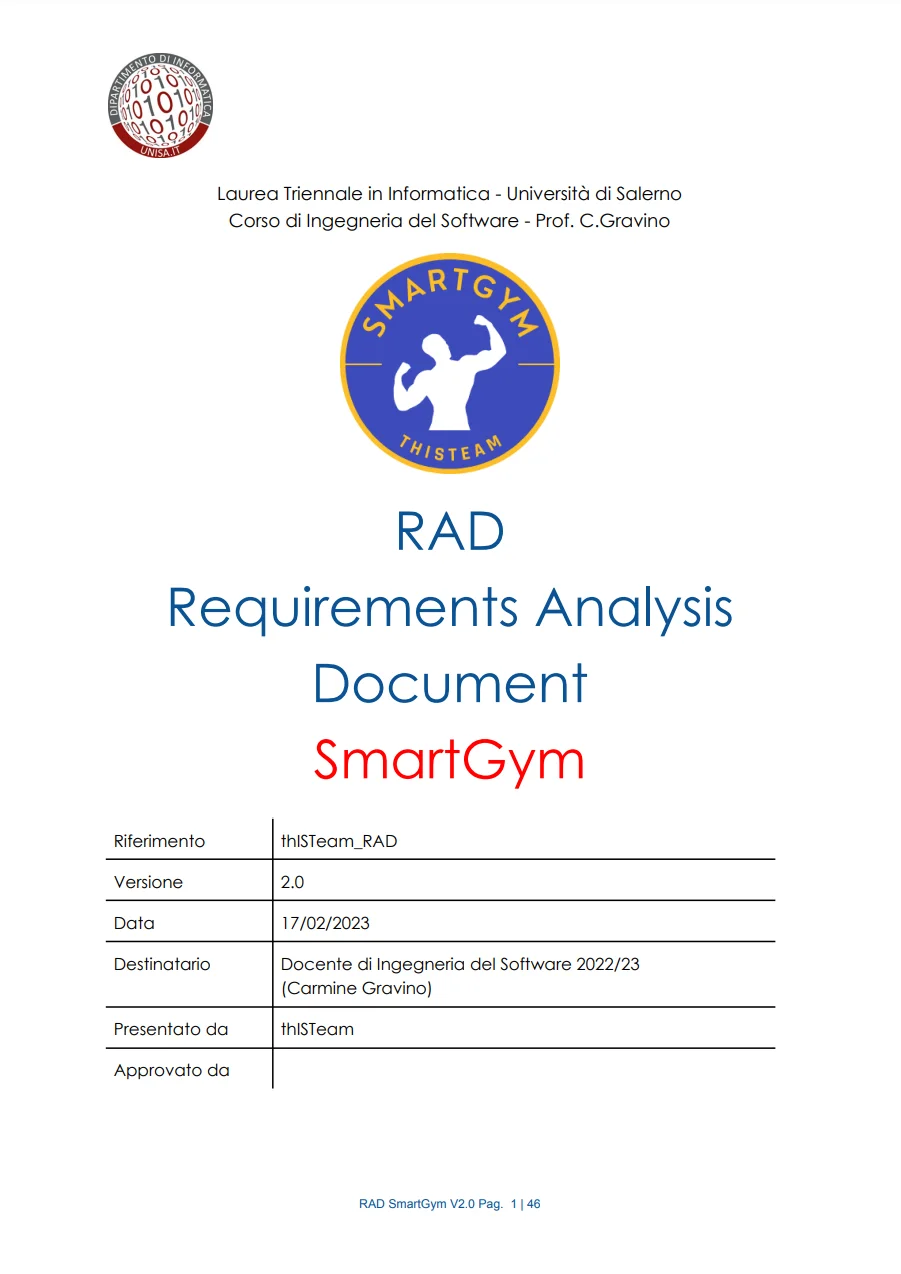 DIPARTIMENTO DI INFORMATICA
UNISA.IT
Laurea Triennale in Informatica - Università di Salerno
Corso di Ingegneria del Software - Prof. C.Gravino
SMARTGYM
THISTEAM
RAD
Requirements Analysis
Document
SmartGym
Riferimento thISTeam_RAD
Versione 2.0
Data 17/02/2023
Destinatario Docente di Ingegneria del Software 2022/23
(Carmine Gravino)
Presentato da thISTeam
Approvato da
RAD SmartGym V2.0 Pag. 1 | 46